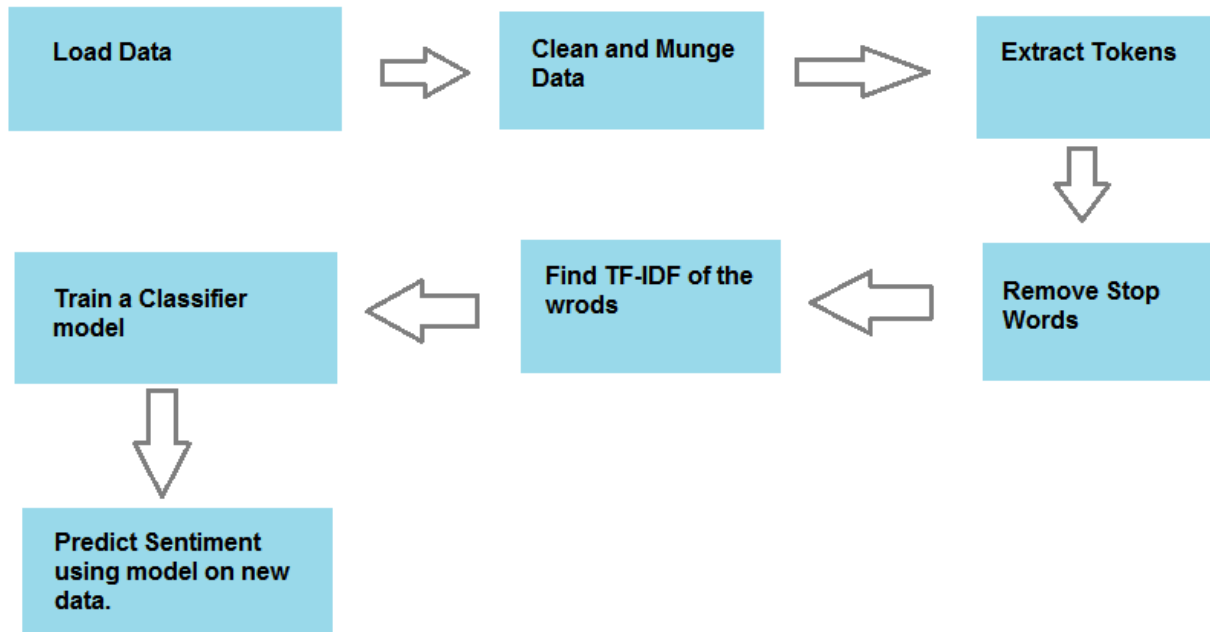 Load Data
Clean and Munge
Data
Extract Tokens
Remove Stop
Words
Find TF-IDF of the
wrods
Train a Classifier
model
Predict Sentiment
using model on new
data.